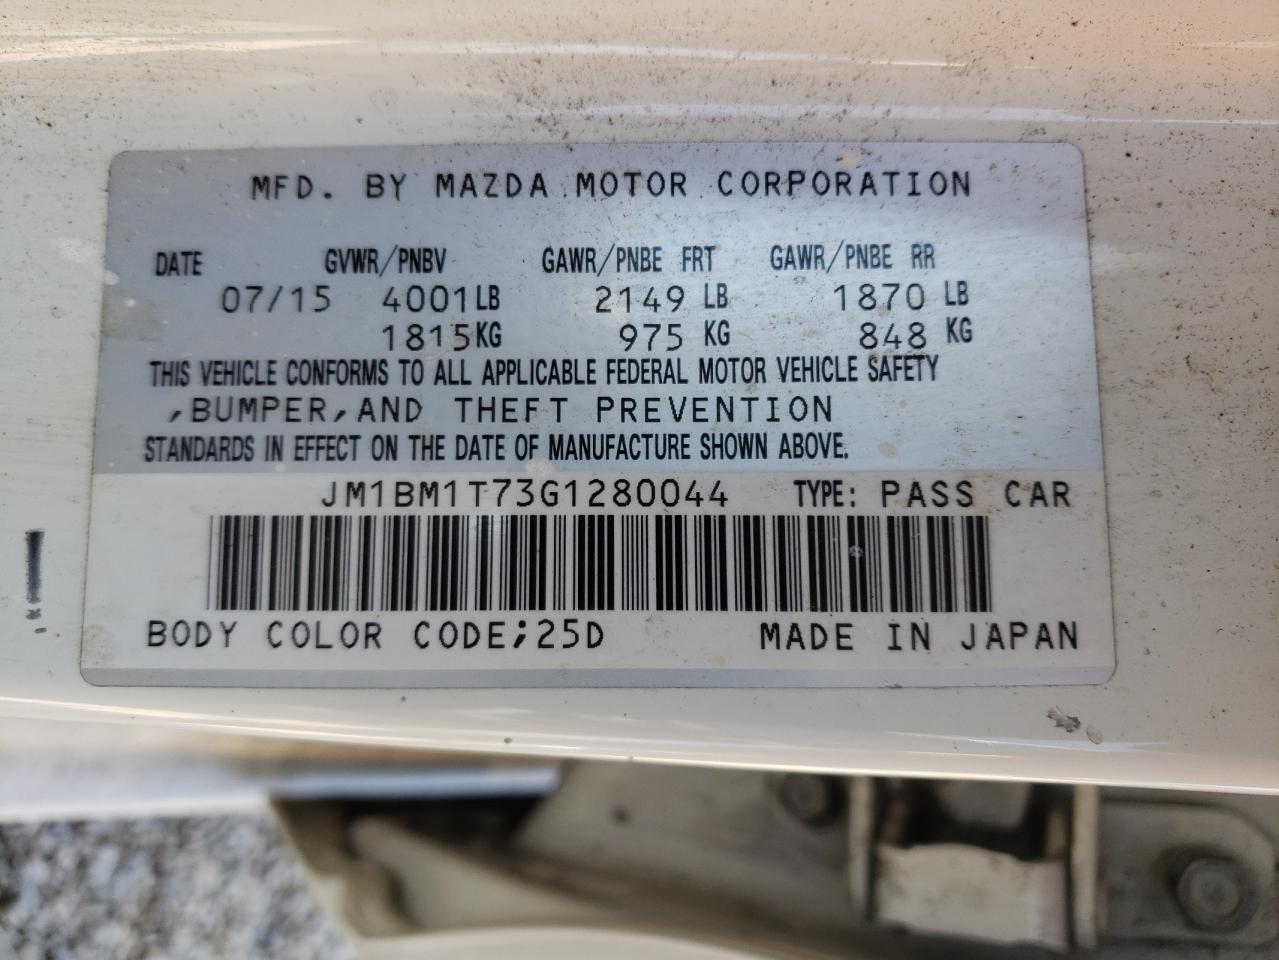 MFD. BY MAZDA MOTOR CORPORATION
DATE GVWR/PNBV GAWR/PNBE FRT GAWR/PNBE RR
07/15 4001LB 2149 LB 1870 LB
1815KG 975 KG 848 KG
THIS VEHICLE CONFORMS TO ALL APPLICABLE FEDERAL MOTOR VEHICLE SAFETY
,BUMPER,AND THEFT PREVENTION
STANDARDS IN EFFECT ON THE DATE OF MANUFACTURE SHOWN ABOVE.
JM1BM1T73G1280044 TYPE: PASS CAR
BODY COLOR CODE;25D MADE IN JAPAN